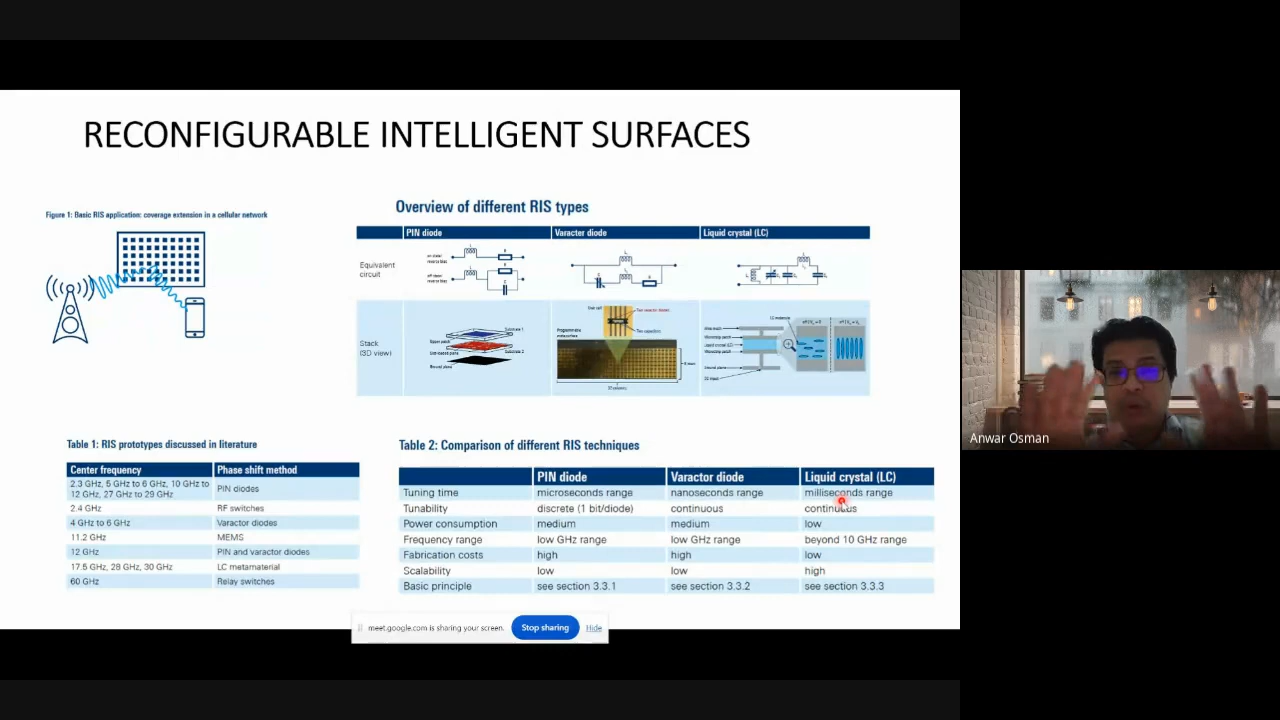 RECONFIGURABLE INTELLIGENT SURFACES
Figure 1: Basic RIS application: coverage extension in a cellular network
Overview of different RIS types
PIN diode Varacter diode Liquid crystal (LC)
Equivalent
circuit
Stack
(3D view)
Substrate 1
Substrate 2
Ground plane
Table 1: RIS prototypes discussed in literature
Center frequency Phase shift method
2.3 GHz, 5 GHz to 6 GHz, 10 GHz to
12 GHz, 27 GHz to 29 GHz PIN diodes
2.4 GHz RF switches
4 GHz to 6 GHz Varactor diodes
11.2 GHz MEMS
12 GHz PIN and varactor diodes
17.5 GHz, 28 GHz, 30 GHz LC metamaterial
60 GHz Relay switches
Table 2: Comparison of different RIS techniques
PIN diode Varactor diode Liquid crystal (LC)
Tuning time microseconds range nanoseconds range milliseconds range
Tunability discrete (1 bit/diode) continuous continuous
Power consumption medium medium low
Frequency range low GHz range low GHz range beyond 10 GHz range
Fabrication costs high high low
Scalability low low high
Basic principle see section 3.3.1 see section 3.3.2 see section 3.3.3
meet.google.com is sharing your screen. Stop sharing Hide
Anwar Osman